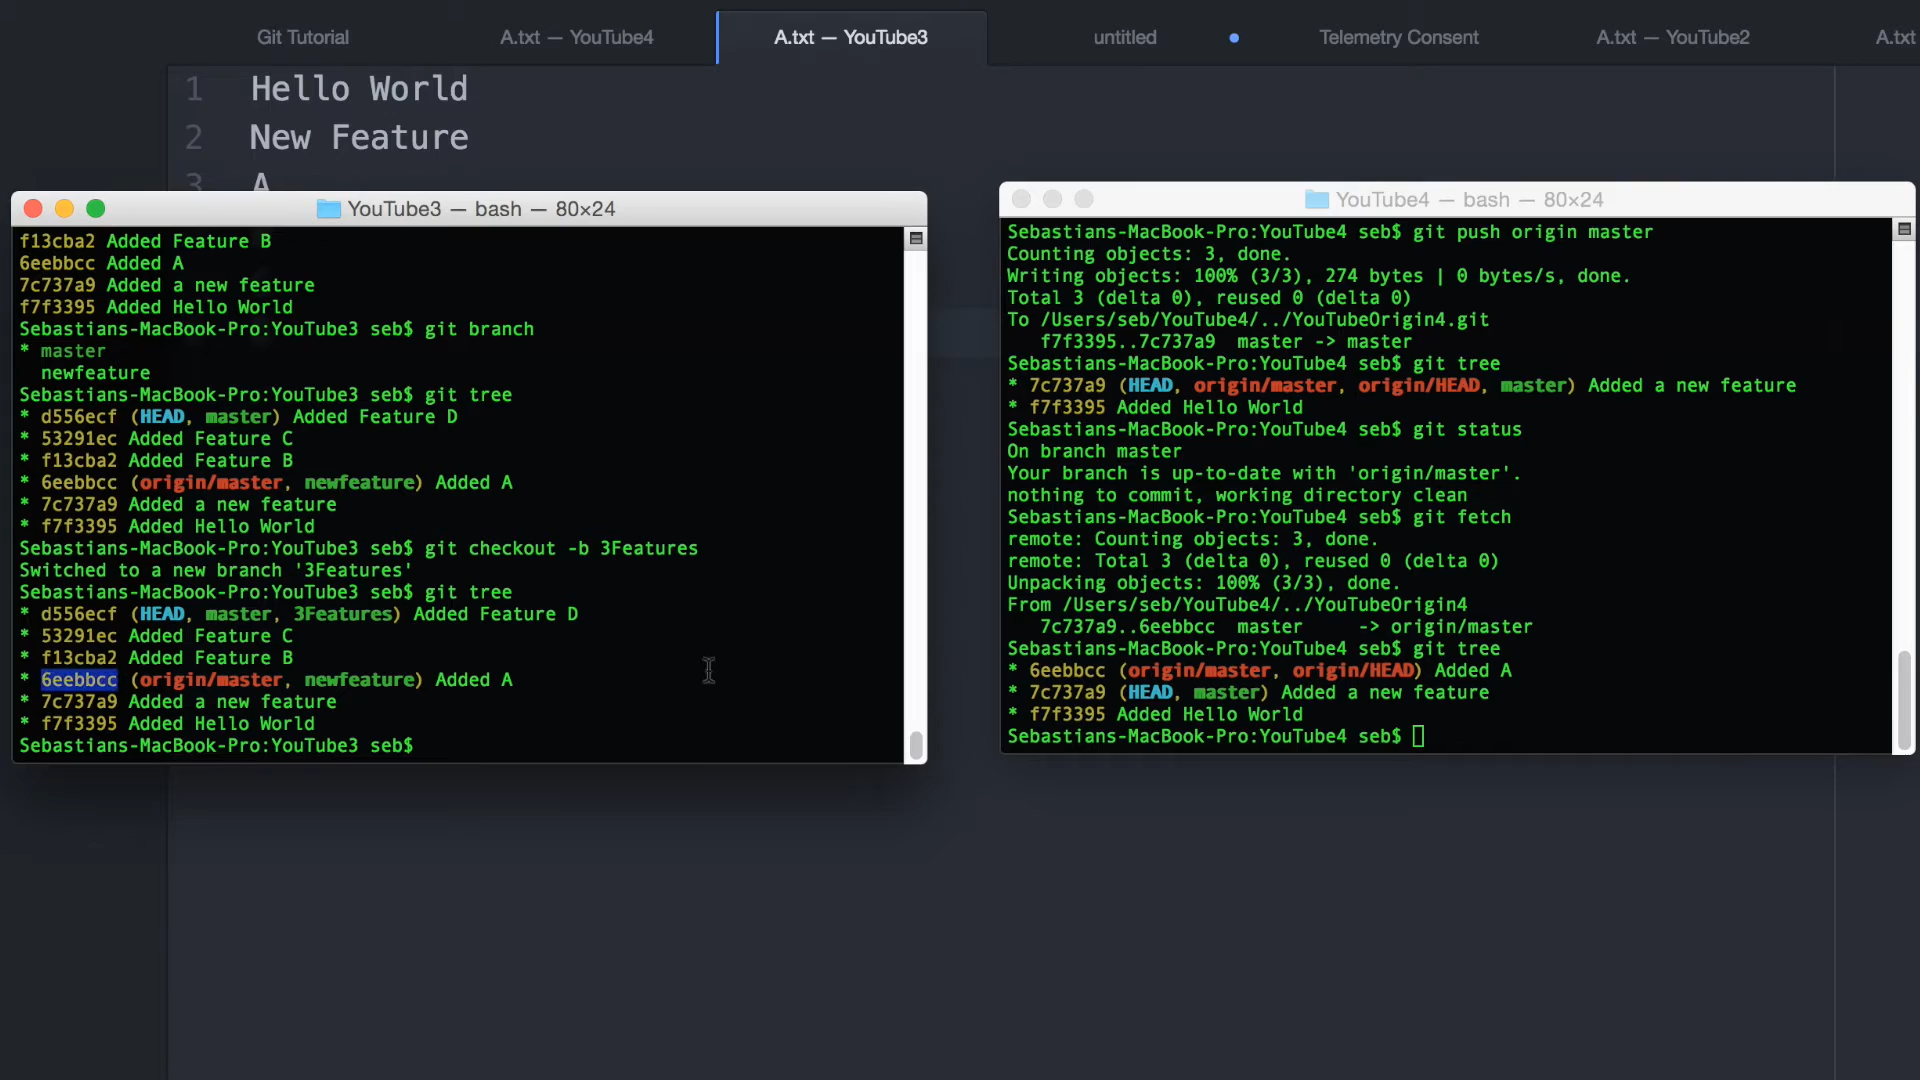 Git Tutorial
A.txt — YouTube4
A.txt — YouTube3
untitled
Telemetry Consent
A.txt — YouTube2
A.txt
1 Hello World
2 New Feature
3 A
YouTube3 — bash — 80×24
f13cba2 Added Feature B
6eebbcc Added A
7c737a9 Added a new feature
f7f3395 Added Hello World
Sebastians-MacBook-Pro:YouTube3 seb$ git branch
* master
newfeature
Sebastians-MacBook-Pro:YouTube3 seb$ git tree
* d556ecf (HEAD, master) Added Feature D
* 53291ec Added Feature C
* f13cba2 Added Feature B
* 6eebbcc (origin/master, newfeature) Added A
* 7c737a9 Added a new feature
* f7f3395 Added Hello World
Sebastians-MacBook-Pro:YouTube3 seb$ git checkout -b 3Features
Switched to a new branch '3Features'
Sebastians-MacBook-Pro:YouTube3 seb$ git tree
* d556ecf (HEAD, master, 3Features) Added Feature D
* 53291ec Added Feature C
* f13cba2 Added Feature B
* 6eebbcc (origin/master, newfeature) Added A
* 7c737a9 Added a new feature
* f7f3395 Added Hello World
Sebastians-MacBook-Pro:YouTube3 seb$
YouTube4 — bash — 80×24
Sebastians-MacBook-Pro:YouTube4 seb$ git push origin master
Counting objects: 3, done.
Writing objects: 100% (3/3), 274 bytes | 0 bytes/s, done.
Total 3 (delta 0), reused 0 (delta 0)
To /Users/seb/YouTube4/../YouTubeOrigin4.git
f7f3395..7c737a9  master -> master
Sebastians-MacBook-Pro:YouTube4 seb$ git tree
* 7c737a9 (HEAD, origin/master, origin/HEAD, master) Added a new feature
* f7f3395 Added Hello World
Sebastians-MacBook-Pro:YouTube4 seb$ git status
On branch master
Your branch is up-to-date with 'origin/master'.
nothing to commit, working directory clean
Sebastians-MacBook-Pro:YouTube4 seb$ git fetch
remote: Counting objects: 3, done.
remote: Total 3 (delta 0), reused 0 (delta 0)
Unpacking objects: 100% (3/3), done.
From /Users/seb/YouTube4/../YouTubeOrigin4
7c737a9..6eebbcc  master     -> origin/master
Sebastians-MacBook-Pro:YouTube4 seb$ git tree
* 6eebbcc (origin/master, origin/HEAD) Added A
* 7c737a9 (HEAD, master) Added a new feature
* f7f3395 Added Hello World
Sebastians-MacBook-Pro:YouTube4 seb$